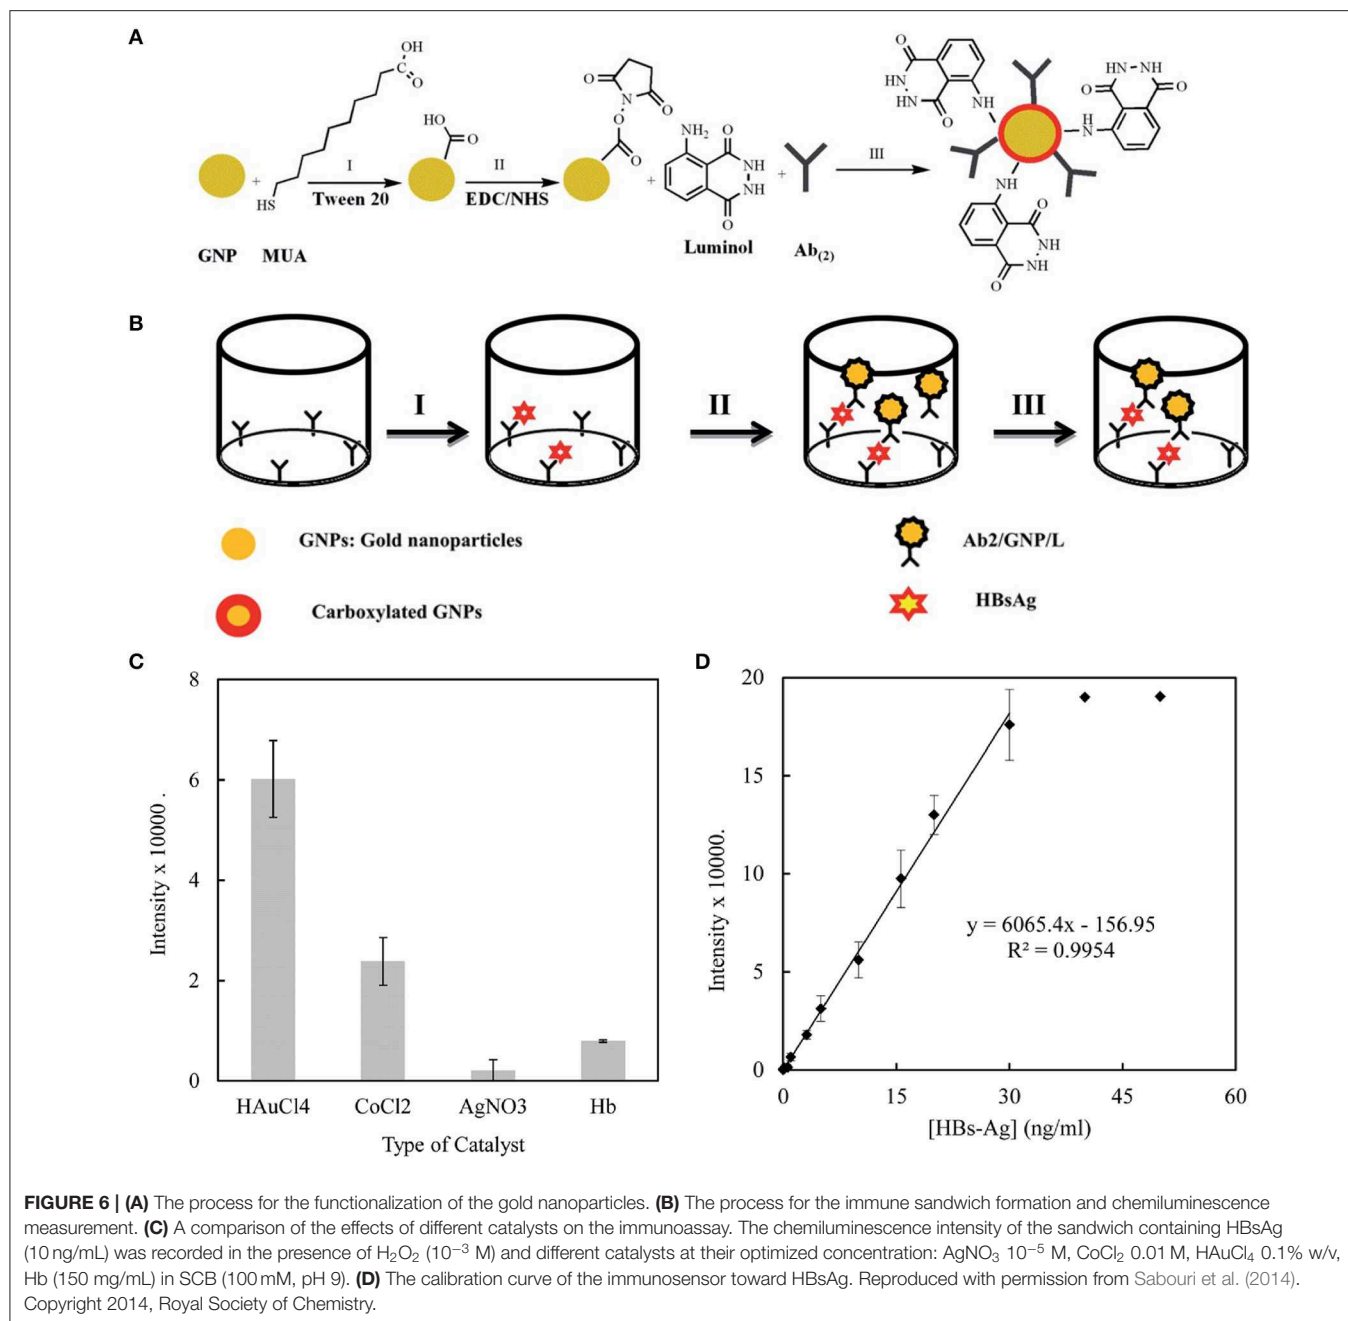 A
OH
C
O
HO
O
O
N
O
O
O
NH₂
O
NH
NH
O
O
HN
HN
O
NH
HN-NH
O
O
H
N
NH
O
NH
NH
O
+
HS
I
Tween 20
II
EDC/NHS
+
+
III
GNP
MUA
Luminol
Ab(2)
B
I
II
III
GNPs: Gold nanoparticles
Ab2/GNP/L
Carboxylated GNPs
HBsAg
C
8
6
4
2
0
Intensity x 10000 .
HAuCl4
CoCl2
AgNO3
Hb
Type of Catalyst
D
20
15
10
5
0
Intensity x 10000.
y = 6065.4x - 156.95
R² = 0.9954
0
15
30
45
60
[HBs-Ag] (ng/ml)
FIGURE 6 | (A) The process for the functionalization of the gold nanoparticles. (B) The process for the immune sandwich formation and chemiluminescence
measurement. (C) A comparison of the effects of different catalysts on the immunoassay. The chemiluminescence intensity of the sandwich containing HBsAg
(10 ng/mL) was recorded in the presence of H₂O₂ (10⁻³ M) and different catalysts at their optimized concentration: AgNO₃ 10⁻⁵ M, CoCl₂ 0.01 M, HAuCl₄ 0.1% w/v,
Hb (150 mg/mL) in SCB (100 mM, pH 9). (D) The calibration curve of the immunosensor toward HBsAg. Reproduced with permission from Sabouri et al. (2014).
Copyright 2014, Royal Society of Chemistry.